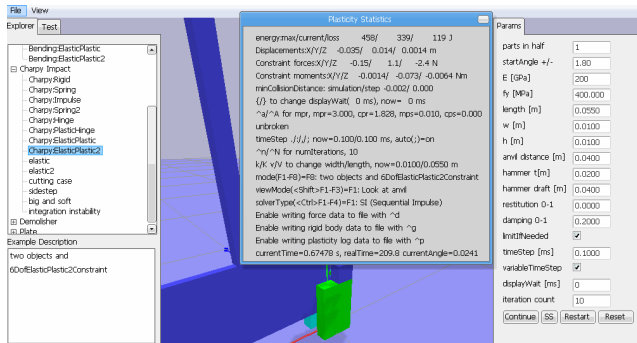 File View
Explorer Test
Bending:ElasticPlastic
Bending:ElasticPlastic2
Charpy Impact
Charpy:Rigid
Charpy:Spring
Charpy:Impulse
Charpy:Spring2
Charpy:Hinge
Charpy:PlasticHinge
Charpy:ElasticPlastic
Charpy:ElasticPlastic2
elastic
elastic2
cutting case
sidestep
big and soft
integration instability
Demolisher
Plate
Example Description
two objects and
6DofElasticPlastic2Constraint
Plasticity Statistics
energy:max/current/loss 458/ 339/ 119 J
Displacements:X/Y/Z -0.035/ 0.014/ 0.0014 m
Constraint forces:X/Y/Z -0.15/ 1.1/ -2.4 N
Constraint moments:X/Y/Z -0.0014/ -0.073/ -0.0064 Nm
minCollisionDistance: simulation/step -0.002/ 0.000
{/} to change displayWait( 0 ms), now= 0 ms
^a/^A for mpr, mpr=3.000, cpr=1.828, mps=0.010, cps=0.000
unbroken
timeStep ./:/,/; now=0.100/0.100 ms, auto(;)=on
^n/^N for numIterations, 10
k/K v/V to change width/length, now=0.0100/0.0550 m
mode(F1-F8)=F8: two objects and 6DofElasticPlastic2Constraint
viewMode(<Shift>F1-F3)=F1: Look at anvil
solverType(<Ctrl>F1-F4)=F1: SI (Sequential Impulse)
Enable writing force data to file with ^d
Enable writing rigid body data to file with ^g
Enable writing plasticity log data to file with ^p
currentTime=0.67478 s, realTime=209.8 currentAngle=0.0241
Params
parts in half 1
startAngle +/- 1.80
E [GPa] 200
fy [MPa] 400.000
length [m] 0.0550
w [m] 0.0100
h [m] 0.0100
anvil distance [m] 0.0400
hammer t[m] 0.0200
hammer draft [m] 0.0400
restitution 0-1 0.0000
damping 0-1 0.2000
limitIfNeeded
timeStep [ms] 0.1000
variableTimeStep
displayWait [ms] 0
iteration count 10
Continue SS Restart Reset